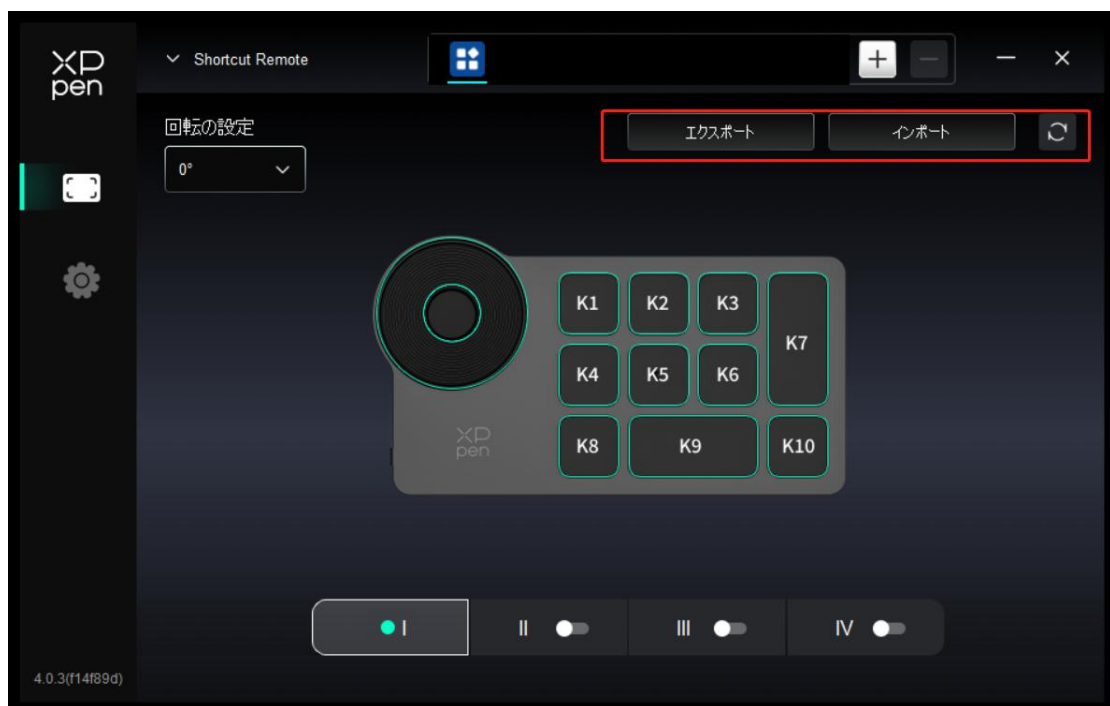 XP
pen
Shortcut Remote
回転の設定
エクスポート
インポート
0°
K1
K2
K3
K7
K4
K5
K6
XP
pen
K8
K9
K10
I
II
III
IV
4.0.3(f14f89d)